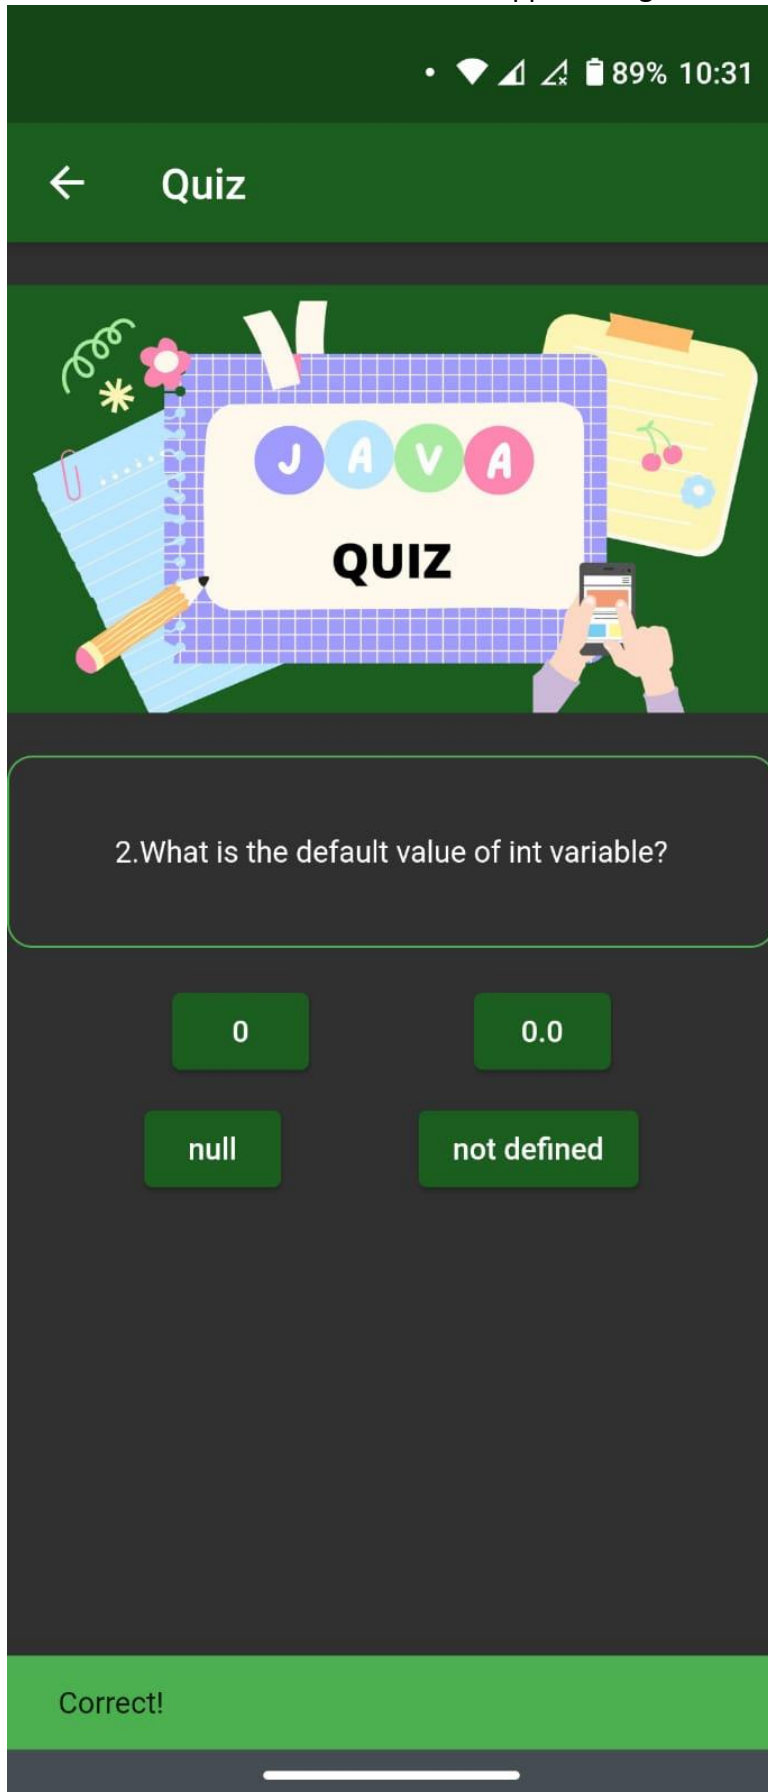 89% 10:31
Quiz
JAVA
QUIZ
2.What is the default value of int variable?
0
0.0
null
not defined
Correct!